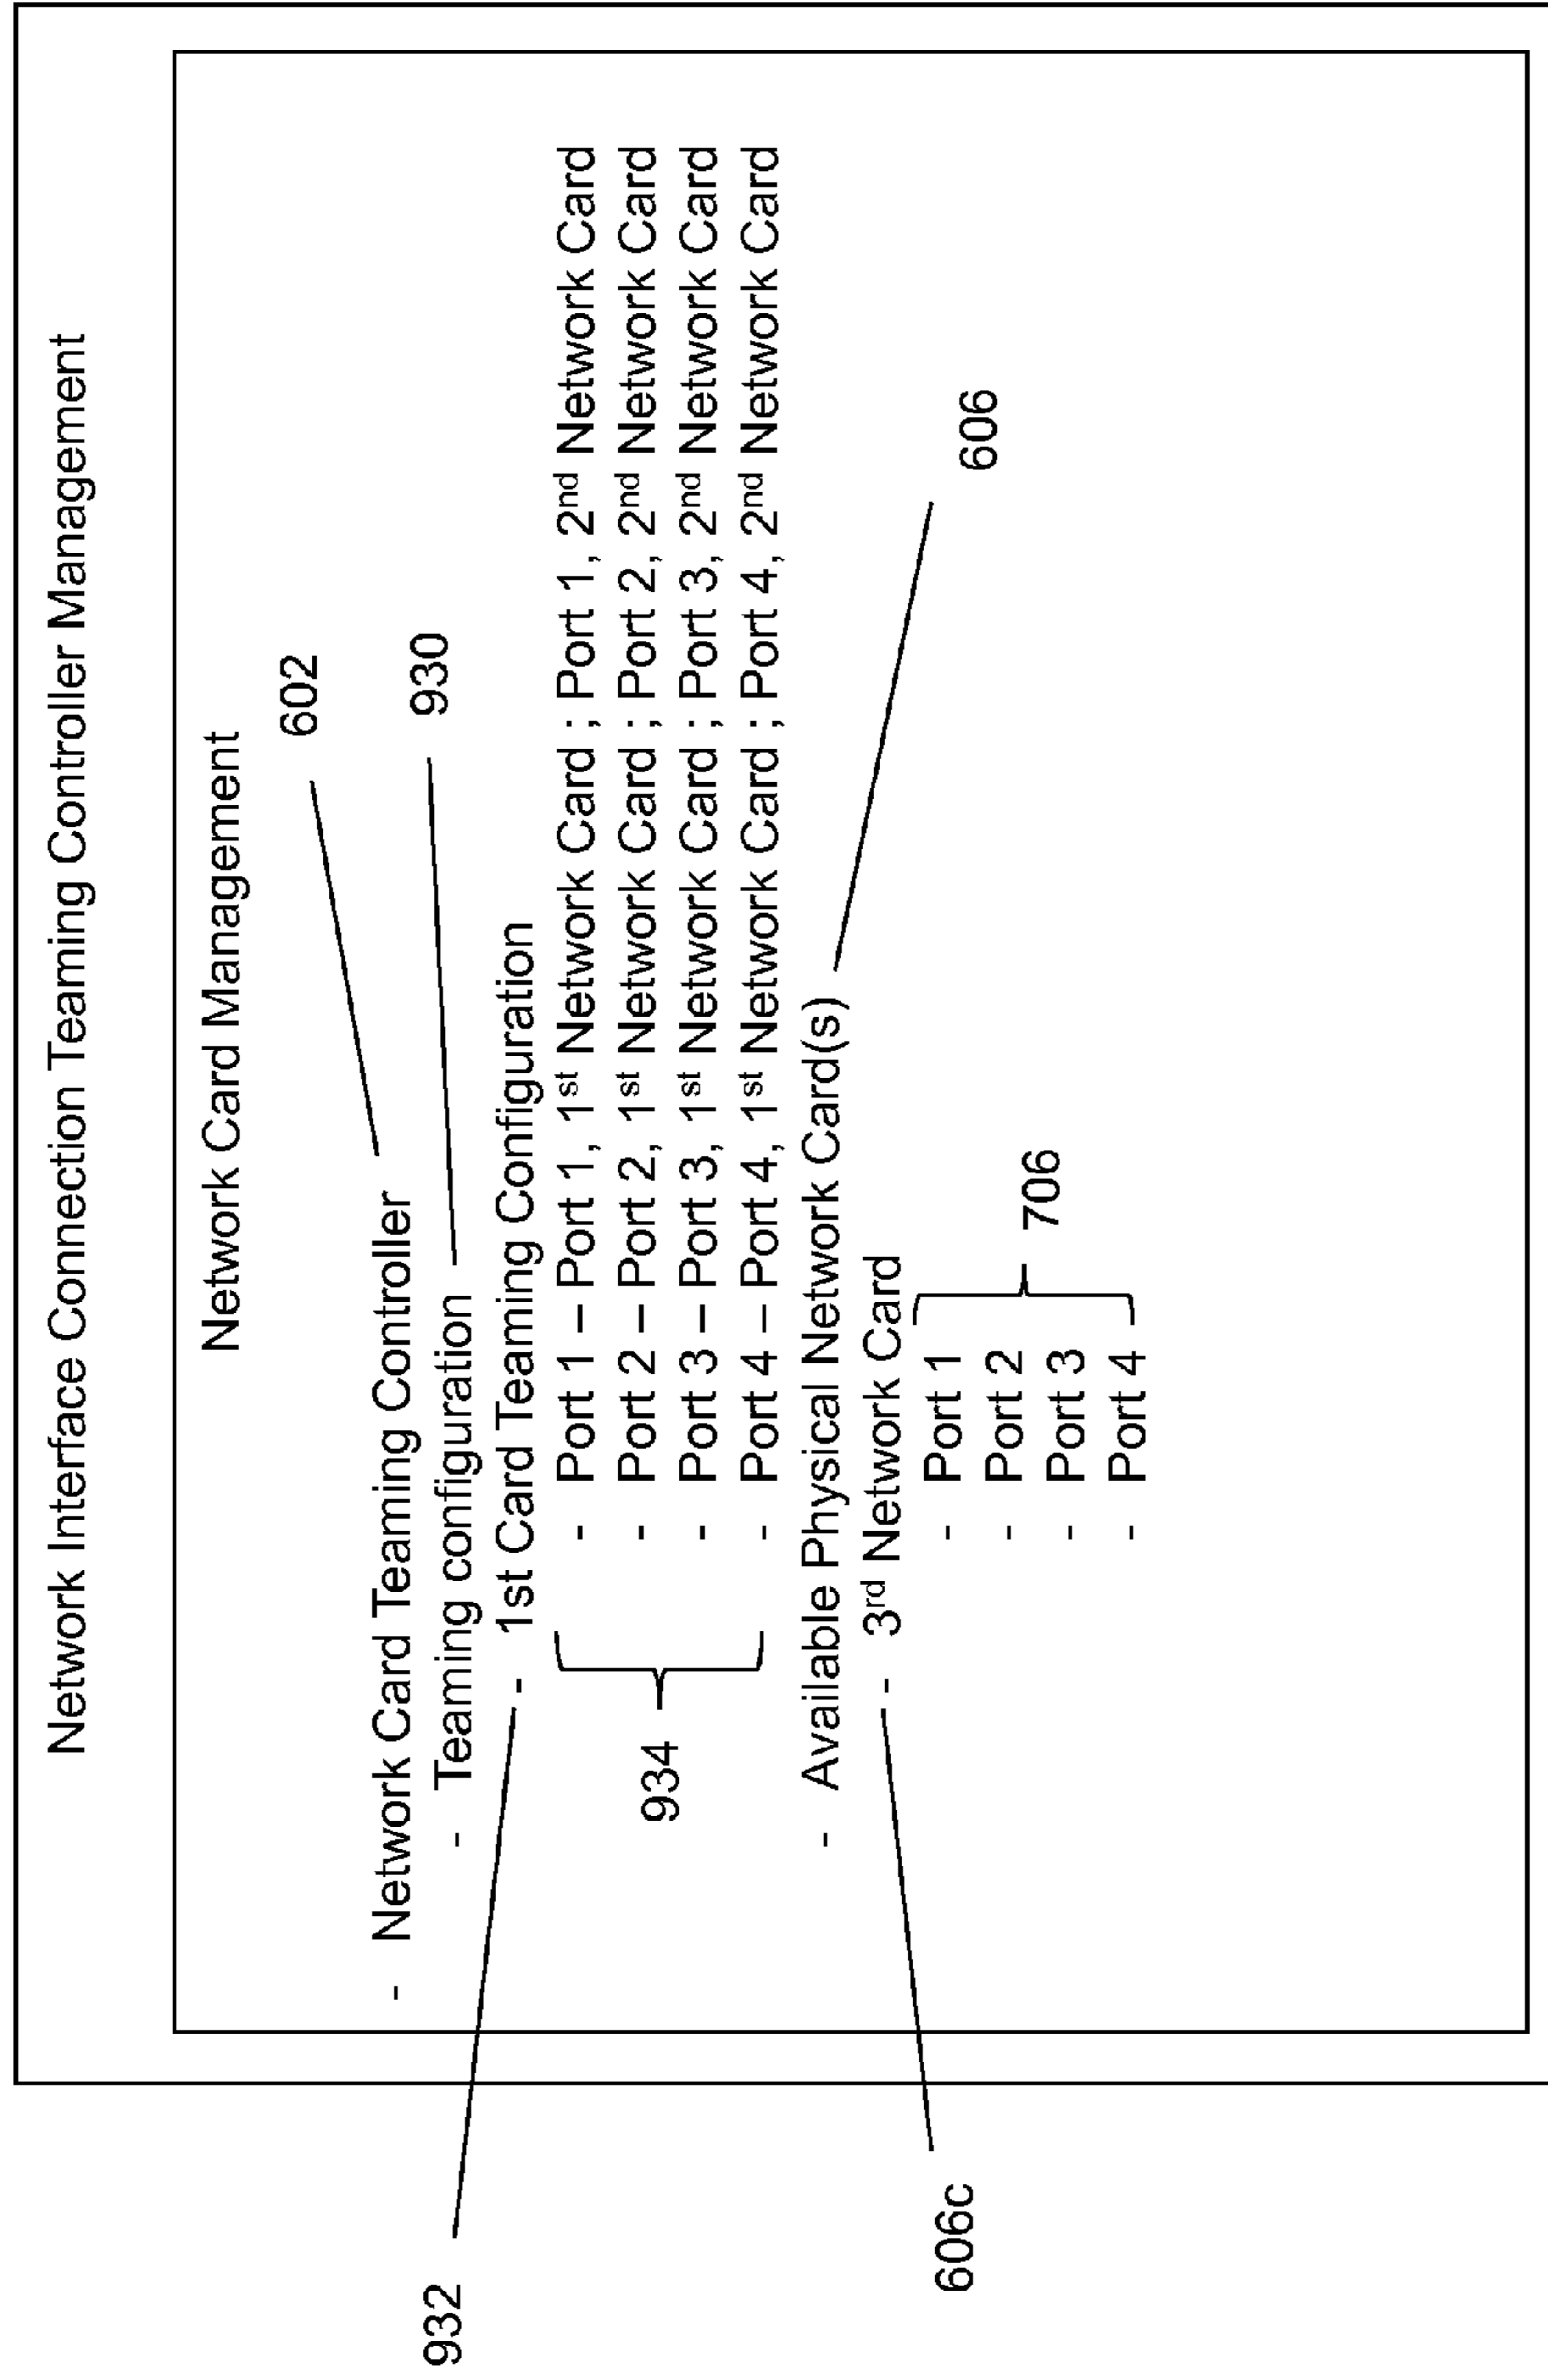 Network Interface Connection Teaming Controller Management
Network Card Management
602
- Network Card Teaming Controller
930
- Teaming configuration
932
- 1st Card Teaming Configuration
- Port 1 – Port 1, 1st Network Card ; Port 1, 2nd Network Card
- Port 2 – Port 2, 1st Network Card ; Port 2, 2nd Network Card
934
- Port 3 – Port 3, 1st Network Card ; Port 3, 2nd Network Card
- Port 4 – Port 4, 1st Network Card ; Port 4, 2nd Network Card
- Available Physical Network Card(s)
606
- 3rd Network Card
606c
- Port 1
- Port 2
706
- Port 3
- Port 4